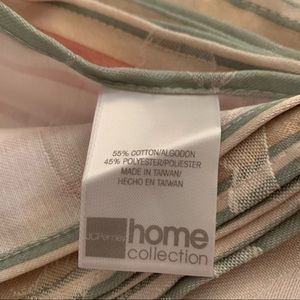 55% COTTON/ALGODON
45% POLYESTER/POLIESTER
MADE IN TAIWAN/
HECHO EN TAIWAN
JCPenney home
collection